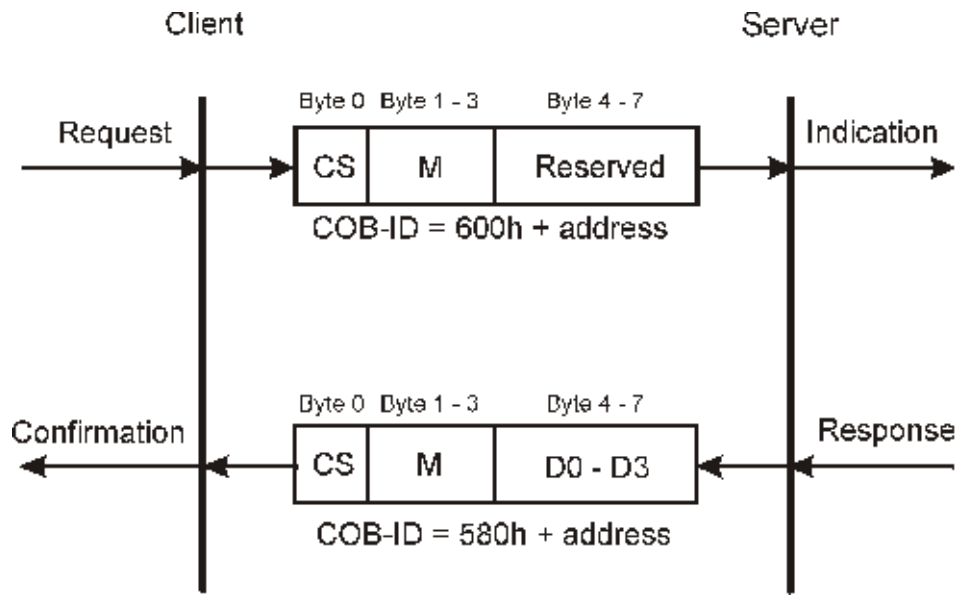 Client Server
Byte 0 Byte 1 - 3 Byte 4 - 7
Request Indication
CS M Reserved
COB-ID = 600h + address
Byte 0 Byte 1 - 3 Byte 4 - 7
Confirmation Response
CS M D0 - D3
COB-ID = 580h + address